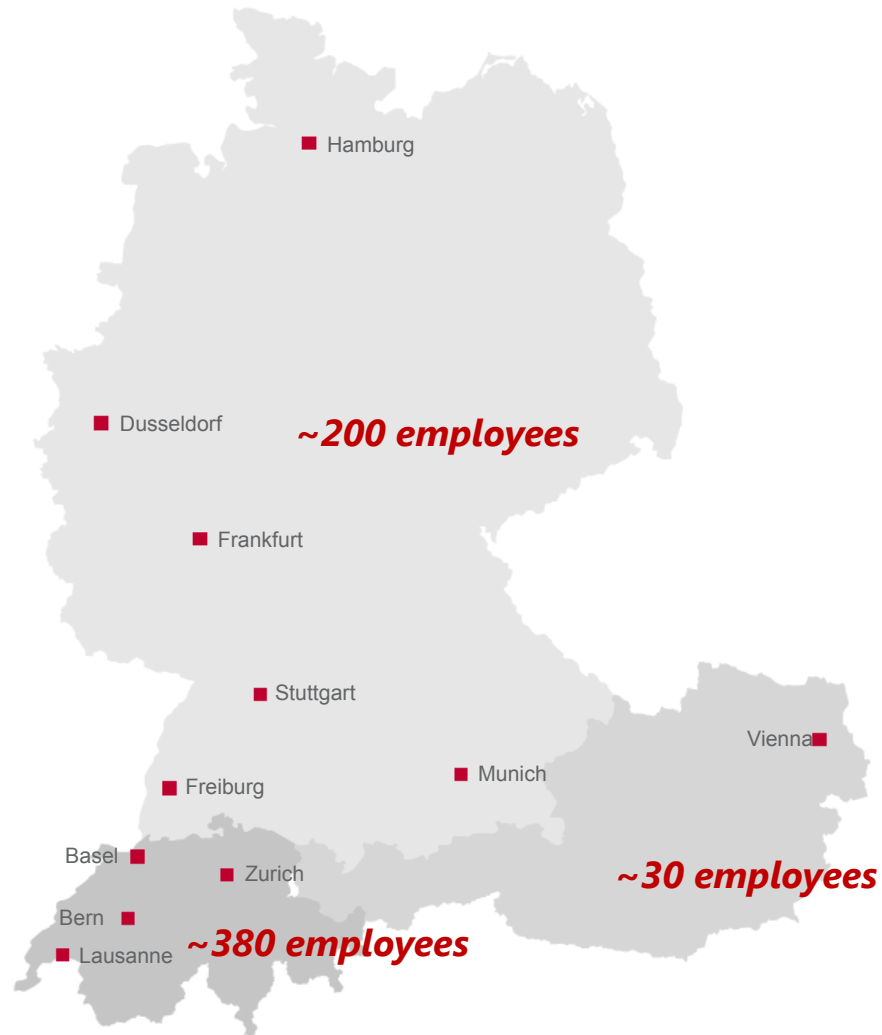 Hamburg
Dusseldorf
~200 employees
Frankfurt
Stuttgart
Vienna
Munich
Freiburg
Basel
Zurich
~30 employees
Bern
~380 employees
Lausanne